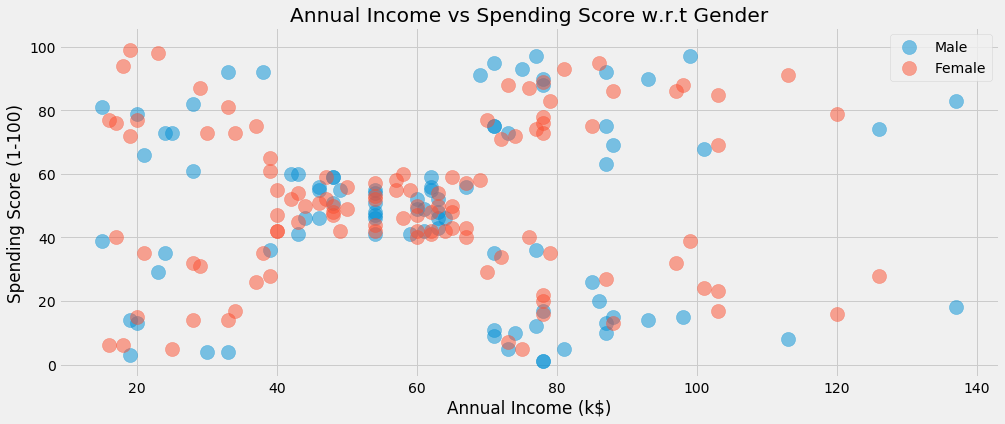 Annual Income vs Spending Score w.r.t Gender
Male
Female
Spending Score (1-100)
100
80
60
40
20
0
20 40 60 80 100 120 140
Annual Income (k$)